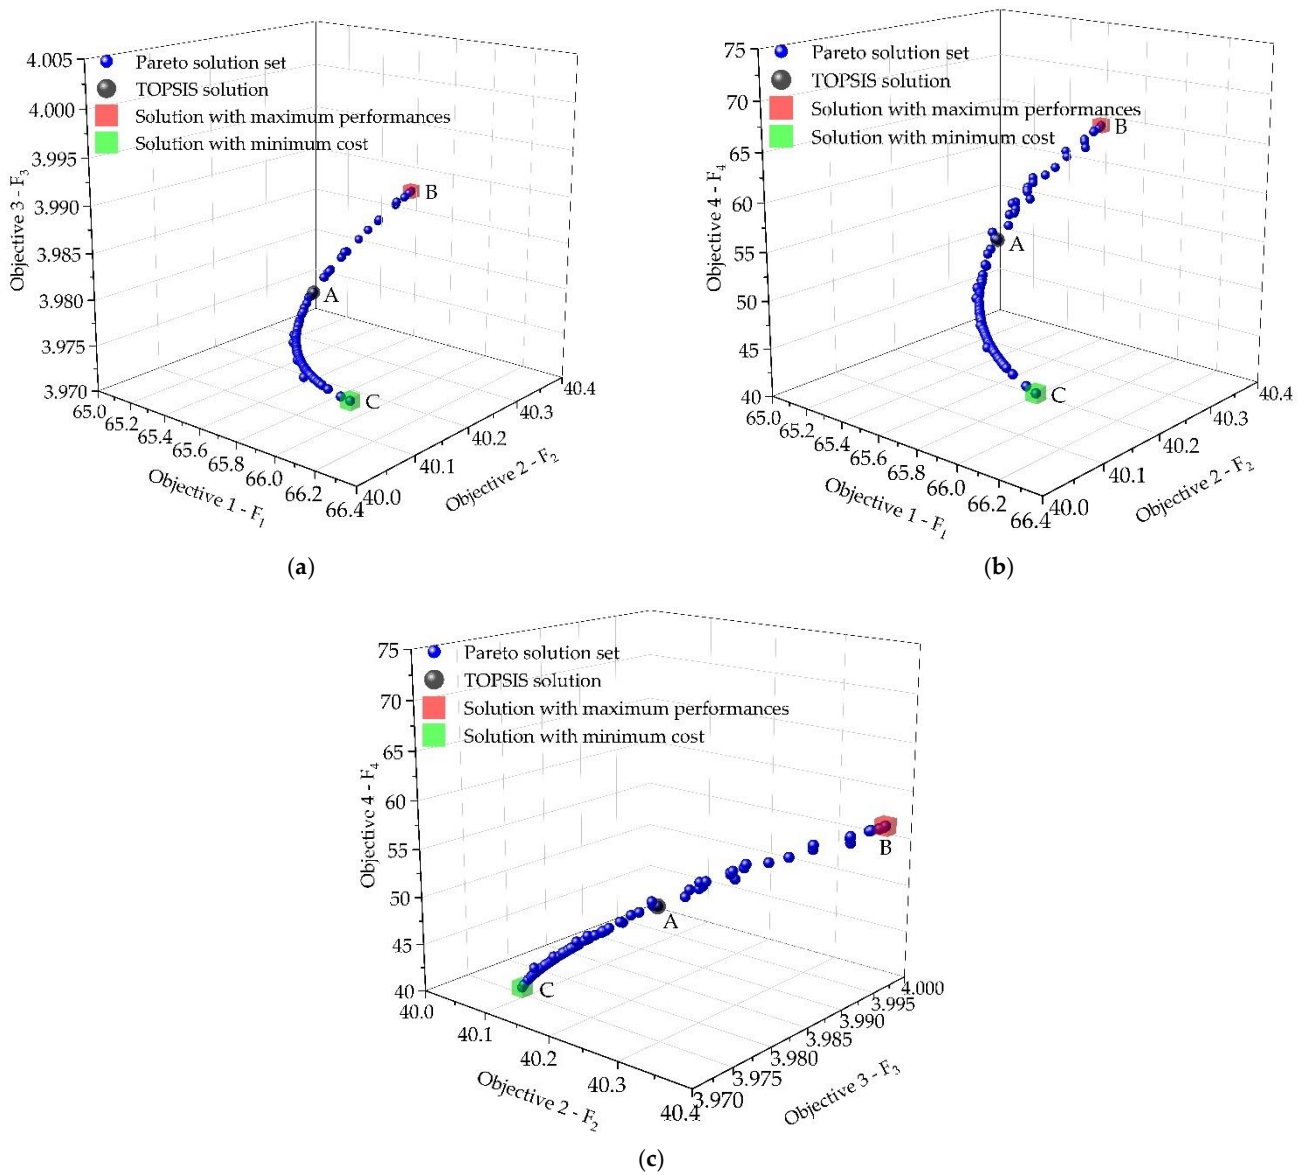 Pareto solution set
TOPSIS solution
Solution with maximum performances
Solution with minimum cost
4.005
4.000
3.995
3.990
3.985
3.980
3.975
3.970
Objective 3 - F3
B
A
C
65.0
65.2
65.4
65.6
65.8
66.0
66.2
66.4
Objective 1 - F1
40.0
40.1
40.2
40.3
40.4
Objective 2 - F2
(a)
Pareto solution set
TOPSIS solution
Solution with maximum performances
Solution with minimum cost
75
70
65
60
55
50
45
40
Objective 4 - F4
B
A
C
65.0
65.2
65.4
65.6
65.8
66.0
66.2
66.4
Objective 1 - F1
40.0
40.1
40.2
40.3
40.4
Objective 2 - F2
(b)
Pareto solution set
TOPSIS solution
Solution with maximum performances
Solution with minimum cost
75
70
65
60
55
50
45
40
Objective 4 - F4
B
A
C
40.0
40.1
40.2
40.3
40.4
Objective 2 - F2
3.970
3.975
3.980
3.985
3.990
3.995
4.000
Objective 3 - F3
(c)